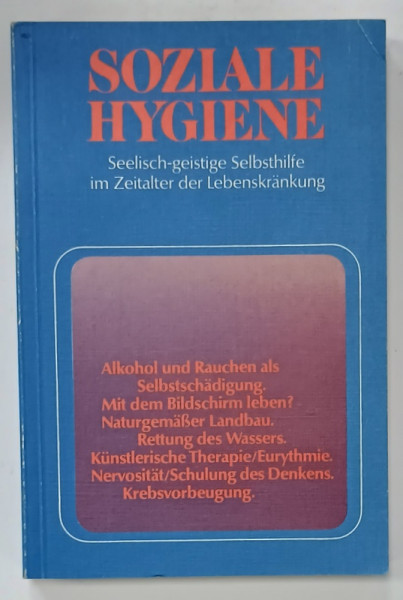 SOZIALE
HYGIENE
Seelisch-geistige Selbsthilfe
im Zeitalter der Lebenskränkung
Alkohol und Rauchen als
Selbstschädigung.
Mit dem Bildschirm leben?
Naturgemäßer Landbau.
Rettung des Wassers.
Künstlerische Therapie/Eurythmie.
Nervosität/Schulung des Denkens.
Krebsvorbeugung.